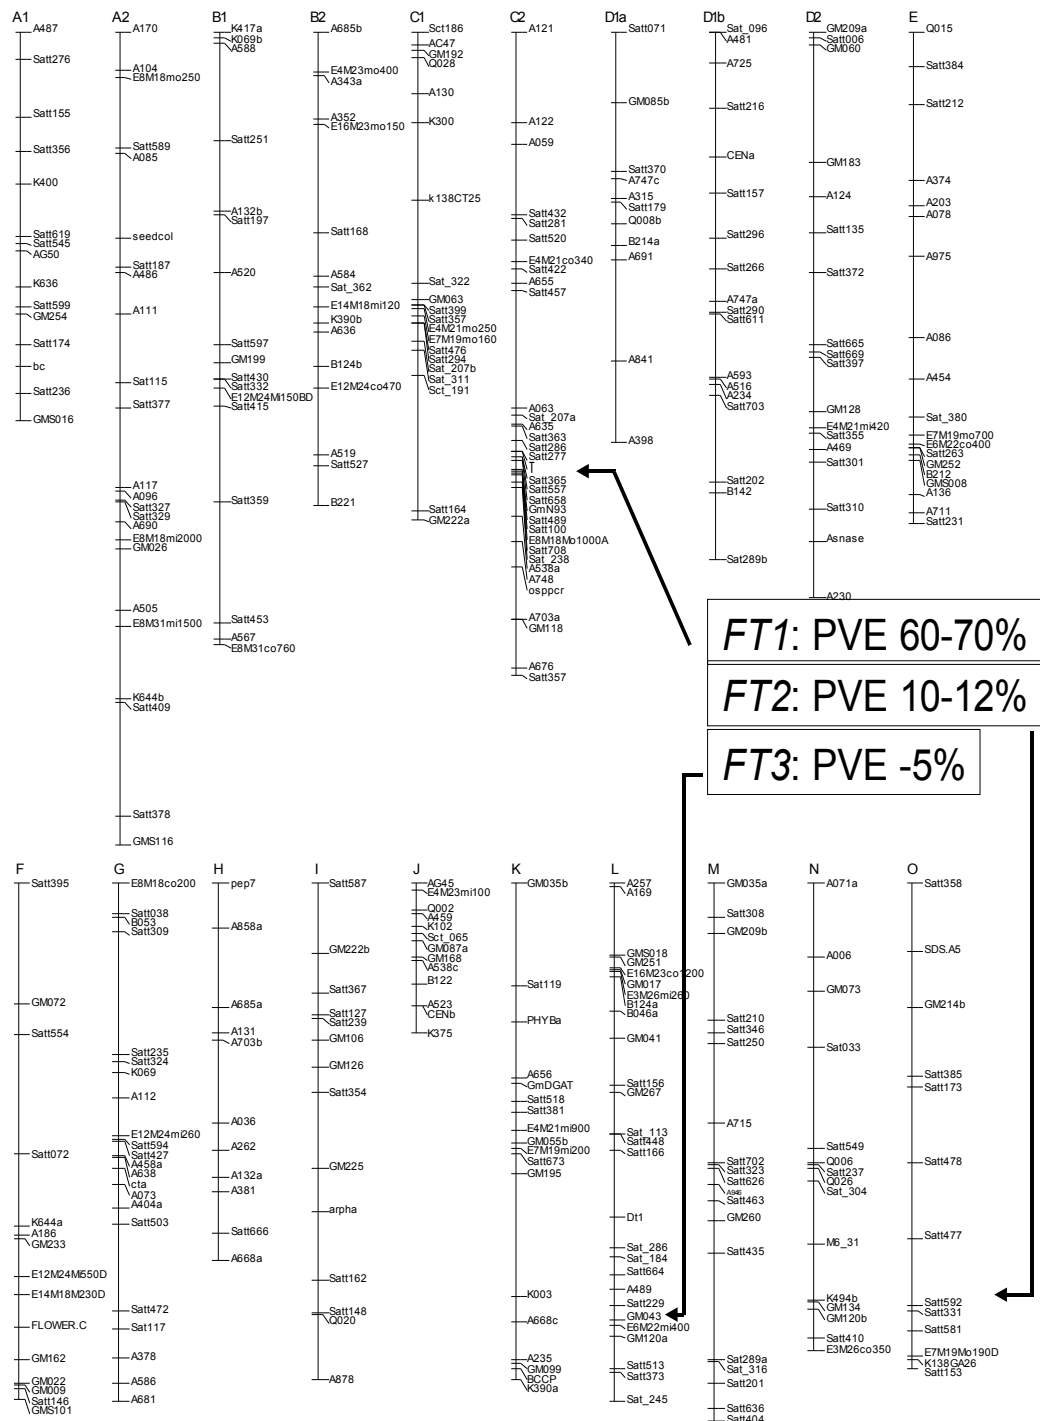 A1
A487
Satt276
Satt155
Satt356
K400
Satt619
Satt545
AG50
K636
Satt599
GM254
Satt174
bc
Satt236
GMS016
A2
A170
A104
E8M18mo250
Satt589
A085
seedcol
Satt187
A486
A111
Satt115
Satt377
A117
A096
Satt327
Satt329
A690
E8M18mi2000
GM026
A505
E8M31mi1500
K644b
Satt409
Satt378
GMS116
B1
K417a
K069b
A588
Satt251
A132b
Satt197
A520
Satt597
GM199
Satt430
Satt332
E12M24Mi150BD
Satt415
Satt359
Satt453
A567
E8M31co760
B2
A685b
E4M23mo400
A343a
A352
E16M23mo150
Satt168
A584
Sat_362
E14M18mi120
K390b
A636
B124b
E12M24co470
A519
Satt527
B221
C1
Sct186
AC47
GM192
Q028
A130
K300
k138CT25
Sat_322
GM063
Satt399
Satt357
E4M21mo250
E7M19mo160
Satt476
Satt294
Sat_207b
Sat_311
Sct_191
Satt164
GM222a
C2
A121
A122
A059
Satt432
Satt281
Satt520
E4M21co340
Satt422
A655
Satt457
A063
Sat_207a
A635
Satt363
Satt286
Satt277
T
Satt365
Satt557
Satt658
GmN93
Satt489
Satt100
E8M18Mo1000A
Satt708
Sat_238
A538a
A748
osppcr
A703a
GM118
A676
Satt357
D1a
Satt071
GM085b
Satt370
A747c
A315
Satt179
Q008b
B214a
A691
A841
A398
D1b
Sat_096
A481
A725
Satt216
CENa
Satt157
Satt296
Satt266
A747a
Satt290
Satt611
A593
A516
A234
Satt703
Satt202
B142
Sat289b
D2
GM209a
Satt006
GM060
GM183
A124
Satt135
Satt372
Satt665
Satt669
Satt397
GM128
E4M21mi420
Satt355
A469
Satt301
Satt310
Asnase
A230
E
Q015
Satt384
Satt212
A374
A203
A078
A975
A086
A454
Sat_380
E7M19mo700
E6M22co400
Satt263
GM252
B212
GMS008
A136
A711
Satt231
FT1: PVE 60-70%
FT2: PVE 10-12%
FT3: PVE -5%
F
Satt395
GM072
Satt554
Satt072
K644a
A186
GM233
E12M24Mi550D
E14M18M230D
FLOWER.C
GM162
GM022
GM009
Satt146
GMS101
G
E8M18co200
Satt038
B053
Satt309
Satt235
Satt324
K069
A112
E12M24mi260
Satt594
Satt427
A458a
A638
cta
A073
A404a
Satt503
Satt472
Sat117
A378
A586
A681
H
pep7
A858a
A685a
A131
A703b
A036
A262
A132a
A381
Satt666
A668a
I
Satt587
GM222b
Satt367
Satt127
Satt239
GM106
GM126
Satt354
GM225
arpha
Satt162
Satt148
Q020
A878
J
AG45
E4M23mi100
Q002
A459
K102
Sct_065
GM087a
GM168
A538c
B122
A523
CENb
K375
K
GM035b
Sat119
PHYBa
A656
GmDGAT
Satt518
Satt381
E4M21mi900
GM055b
E7M19mi200
Satt673
GM195
K003
A668c
A235
GM099
BCCP
K390a
L
A257
A169
GMS018
GM251
E16M23co1200
GM017
E3M26mi260
B124a
B046a
GM041
Satt156
GM267
Sat_113
Satt448
Satt166
Dt1
Sat_286
Sat_184
Satt664
A489
Satt229
GM043
E6M22mi400
GM120a
Satt513
Satt373
Sat_245
M
GM035a
Satt308
GM209b
Satt210
Satt346
Satt250
A715
Satt702
Satt323
Satt626
A946
Satt463
GM260
Satt435
Sat289a
Sat_316
Satt201
Satt636
Satt404
N
A071a
A006
GM073
Sat033
Satt549
Q006
Satt237
Q026
Sat_304
M6_31
K494b
GM134
GM120b
Satt410
E3M26co350
O
Satt358
SDS.A5
GM214b
Satt385
Satt173
Satt478
Satt477
Satt592
Satt331
Satt581
E7M19Mo190D
K138GA26
Satt153